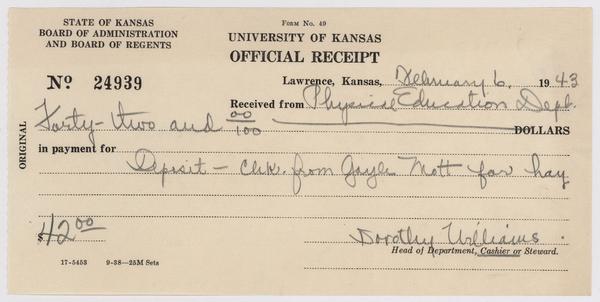 STATE OF KANSAS
BOARD OF ADMINISTRATION
AND BOARD OF REGENTS
FORM NO. 49
UNIVERSITY OF KANSAS
OFFICIAL RECEIPT
No 24939
Lawrence, Kansas, February 6, 1943
Received from Physical Education Dept.
Forty-two and 00/100 DOLLARS
ORIGINAL
in payment for
Deposit - Chk. from Gayle Mott for hay
$42.00
Dorothy Williams.
Head of Department, Cashier or Steward.
17-5453 9-38-25M Sets